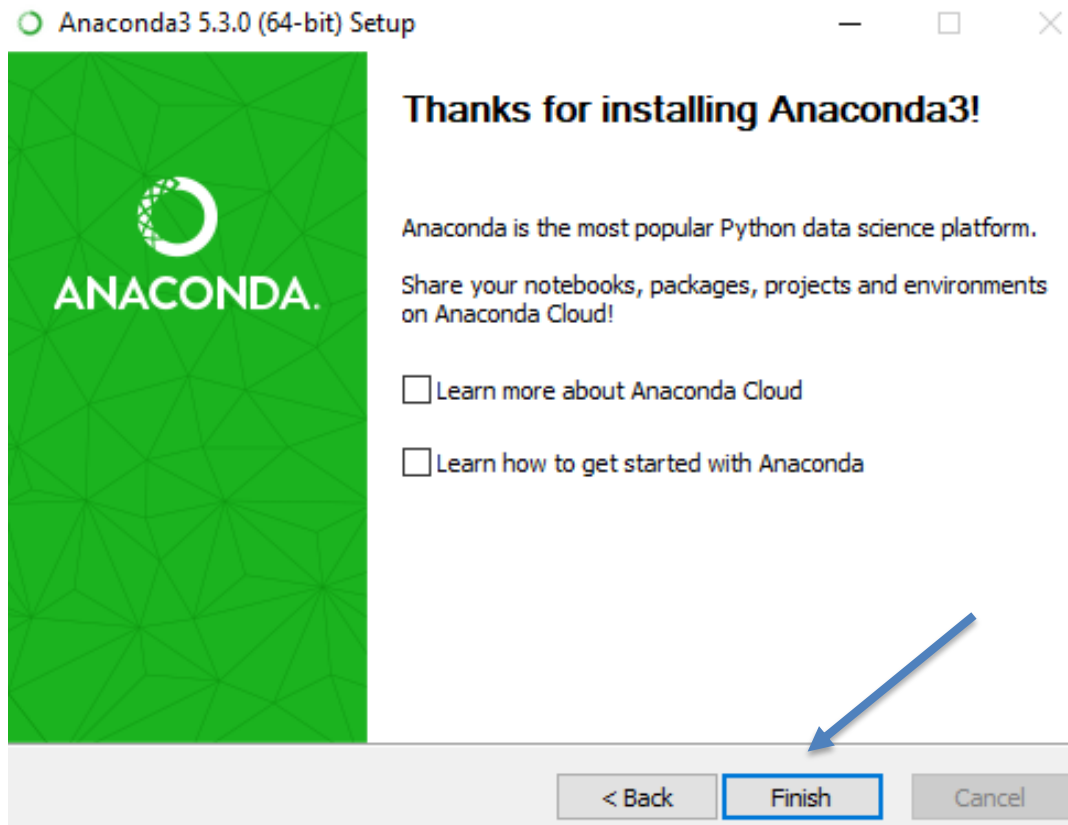 Anaconda3 5.3.0 (64-bit) Setup
ANACONDA.
Thanks for installing Anaconda3!
Anaconda is the most popular Python data science platform.
Share your notebooks, packages, projects and environments
on Anaconda Cloud!
Learn more about Anaconda Cloud
Learn how to get started with Anaconda
< Back
Finish
Cancel